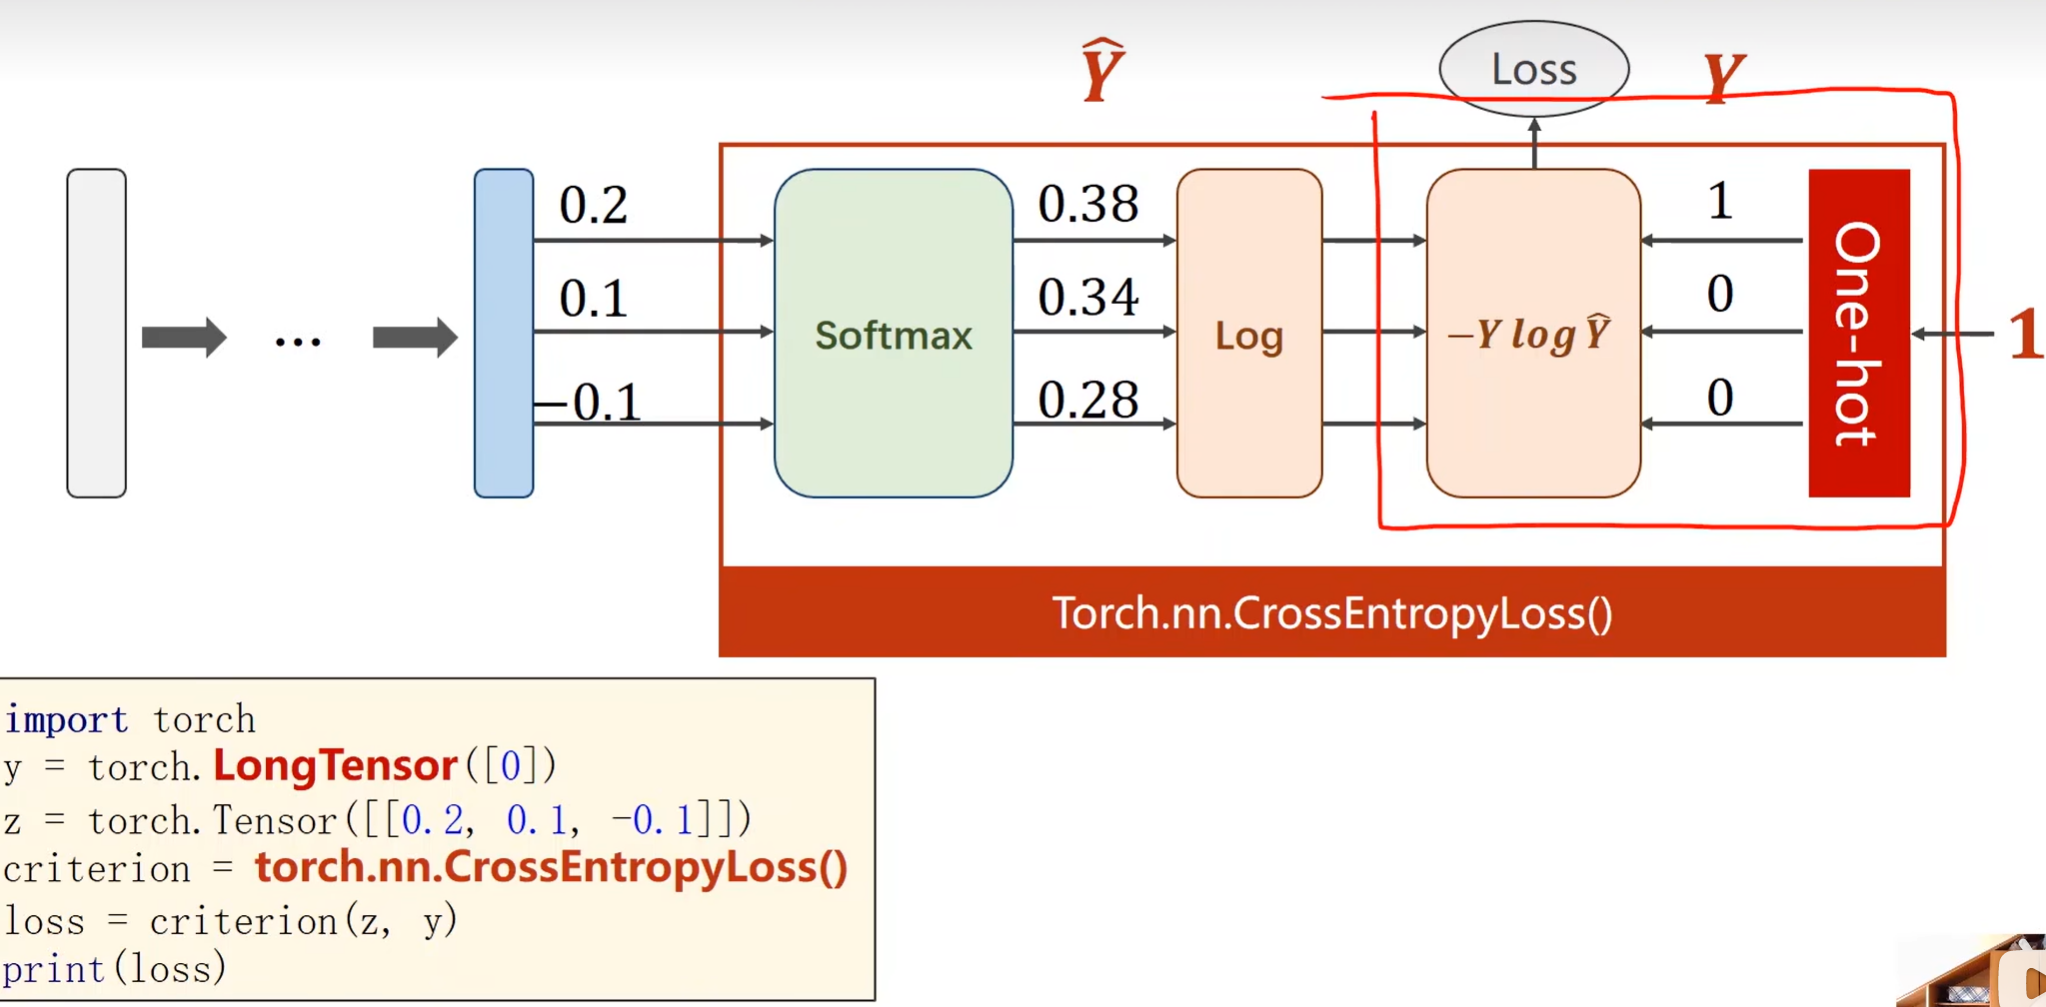 Ŷ
Loss
Y
0.2
0.38
1
0.1
0.34
0
−0.1
0.28
0
Softmax
Log
−Y log Ŷ
One-hot
1
...
Torch.nn.CrossEntropyLoss()
import torch
y = torch.LongTensor([0])
z = torch.Tensor([[0.2, 0.1, -0.1]])
criterion = torch.nn.CrossEntropyLoss()
loss = criterion(z, y)
print(loss)